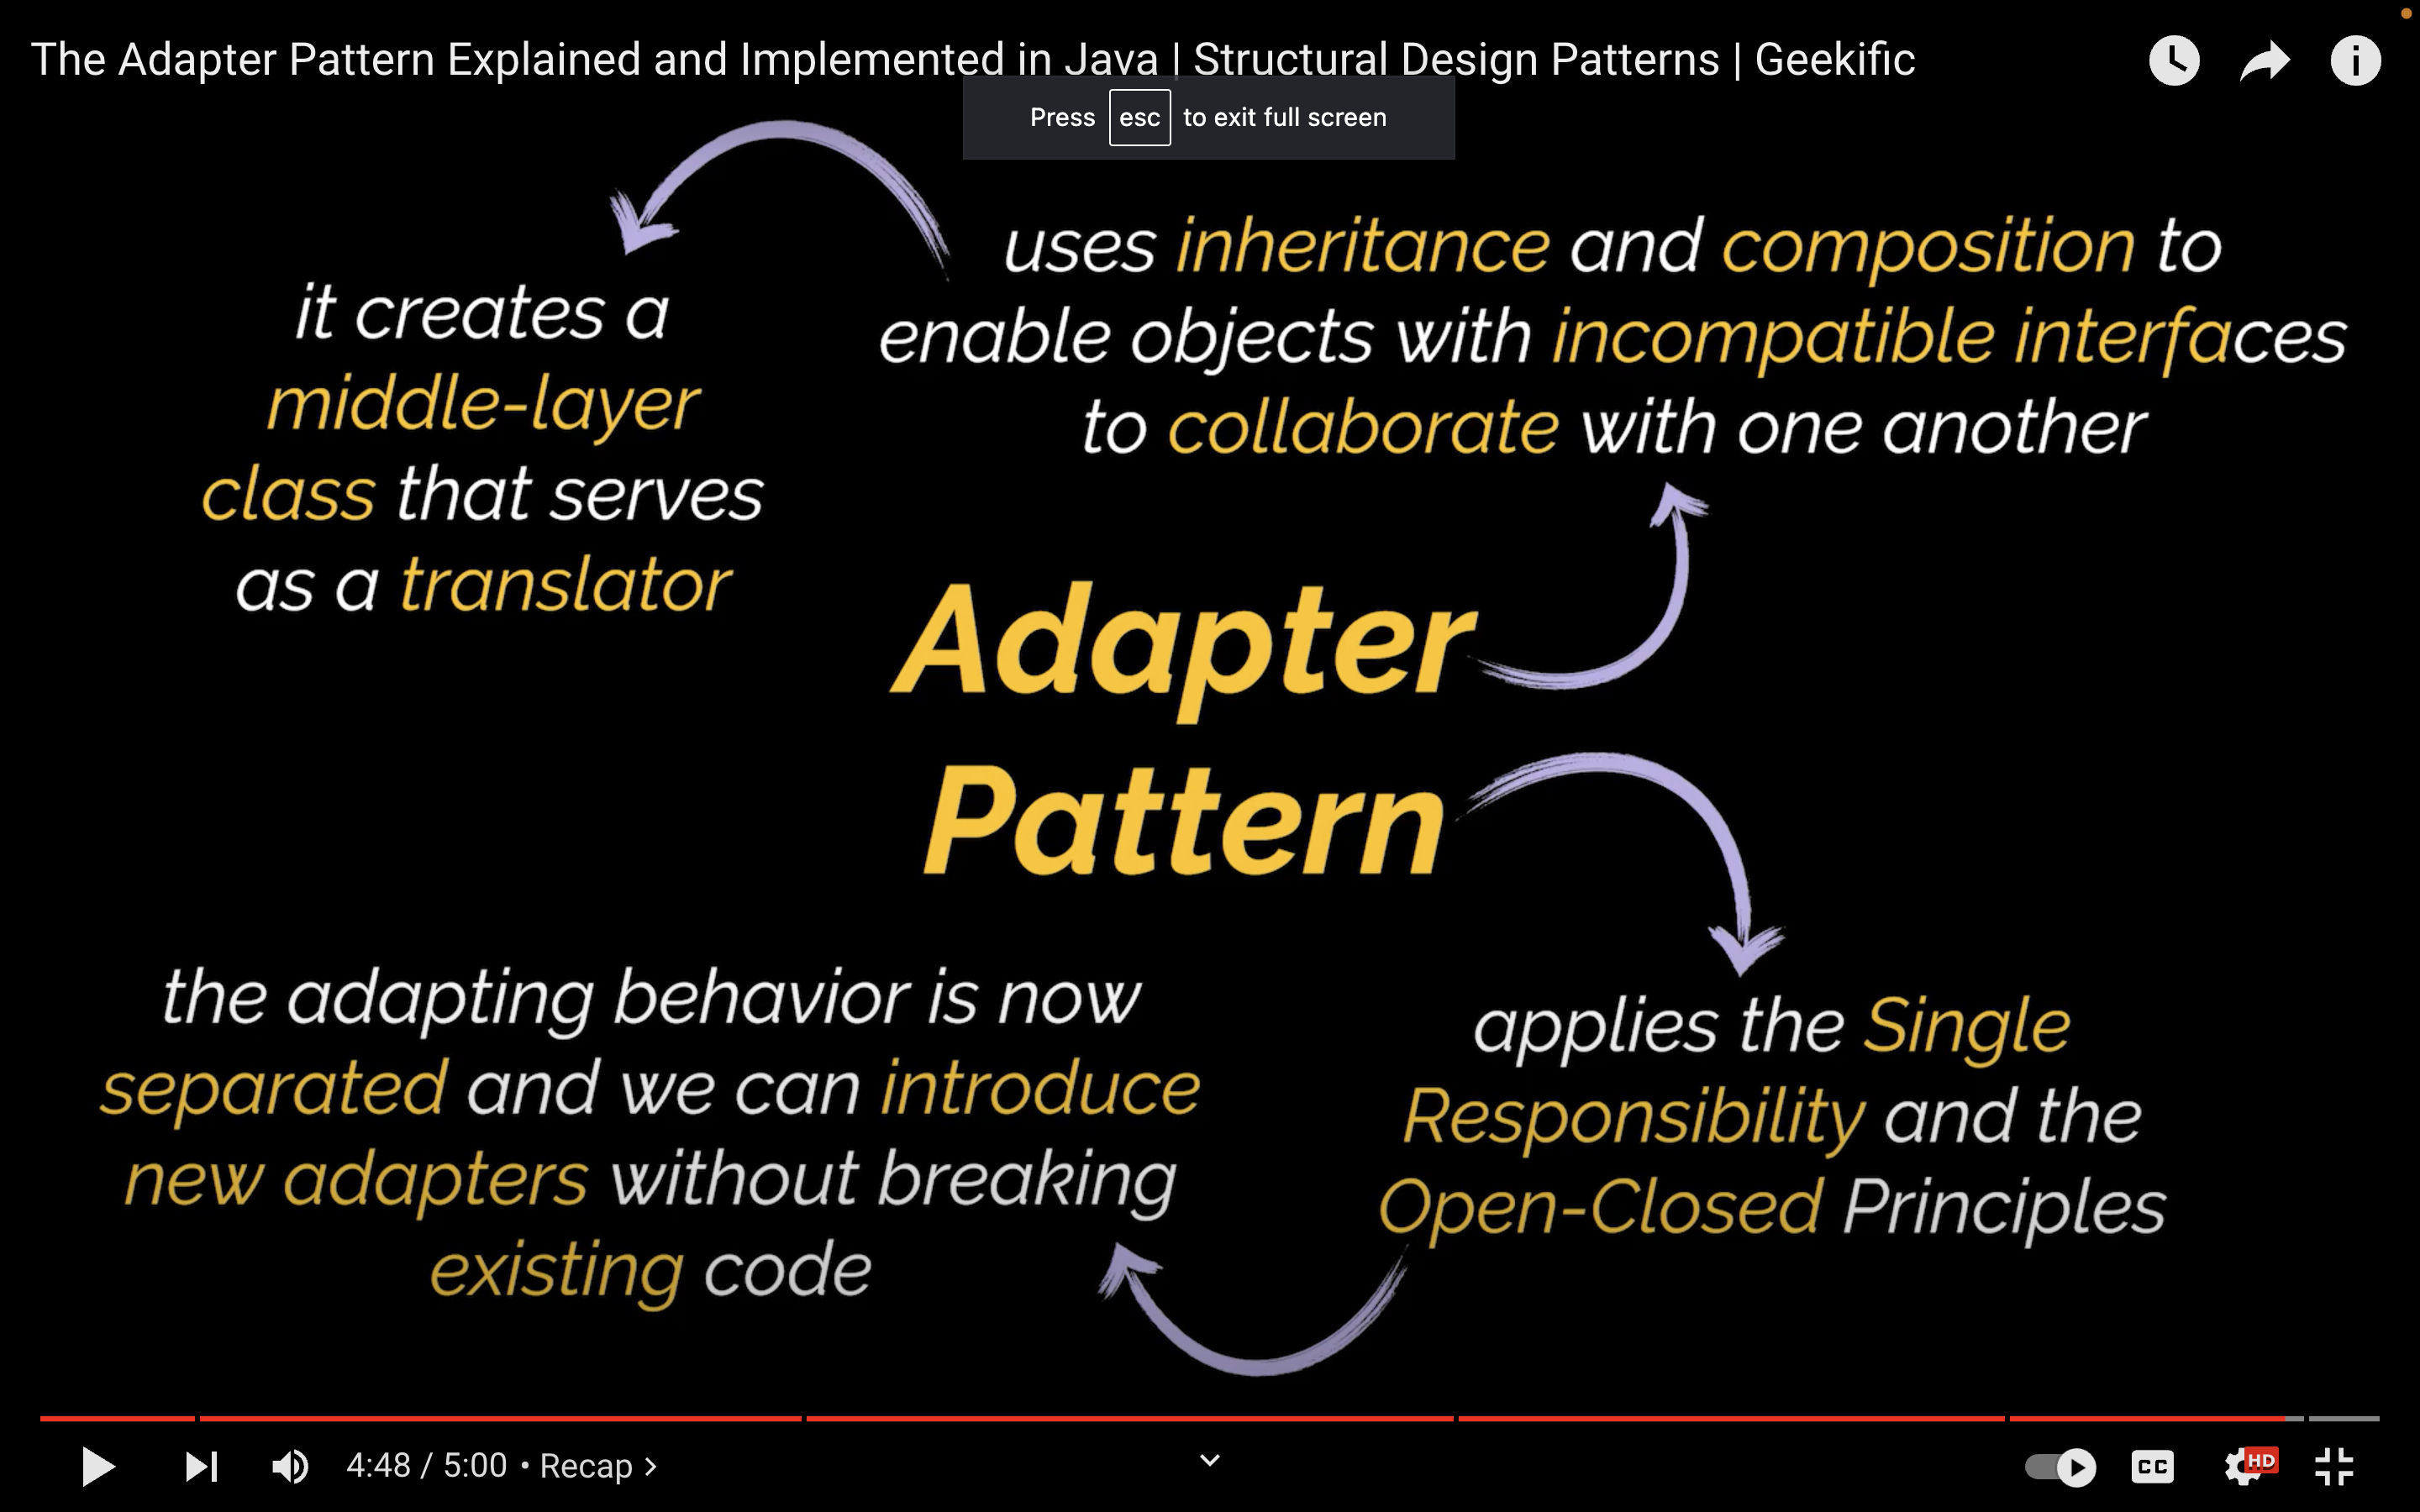 The Adapter Pattern Explained and Implemented in Java | Structural Design Patterns | Geekific
Press esc to exit full screen
it creates a
middle-layer
class that serves
as a translator
uses inheritance and composition to
enable objects with incompatible interfaces
to collaborate with one another
Adapter
Pattern
the adapting behavior is now
separated and we can introduce
new adapters without breaking
existing code
applies the Single
Responsibility and the
Open-Closed Principles
4:48 / 5:00 • Recap >
CC
HD